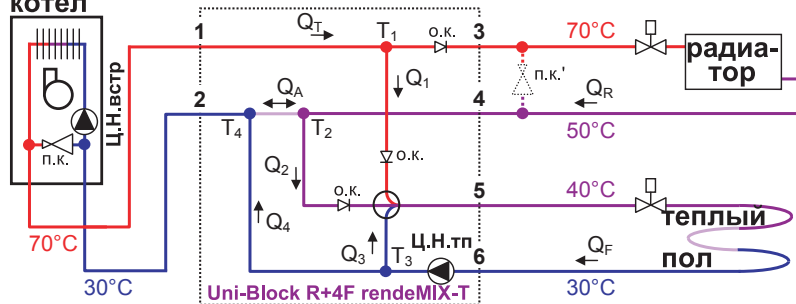 котел
Ц.Н.встр
п.к.
70°C
30°C
1
Q_T
T_1
о.к.
3
70°C
радиа-
тор
Q_1
п.к.'
2
Q_A
4
Q_R
T_4
T_2
50°C
Q_2
о.к.
о.к.
5
40°C
теплый
пол
Q_4
Q_3
T_3
Ц.Н.тп
6
Q_F
30°C
Uni-Block R+4F rendeMIX-T